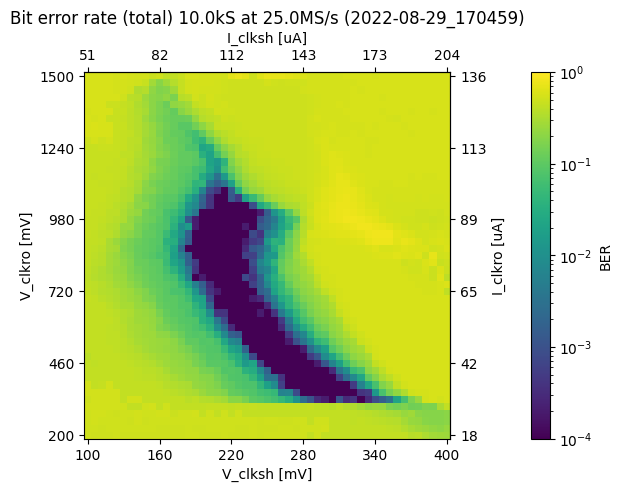 Bit error rate (total) 10.0kS at 25.0MS/s (2022-08-29_170459)
I_clksh [uA]
51 82 112 143 173 204
1500 1240 980 720 460 200
V_clkro [mV]
136 113 89 65 42 18
I_clkro [uA]
100 160 220 280 340 400
V_clksh [mV]
10^0 10^-1 10^-2 10^-3 10^-4
BER